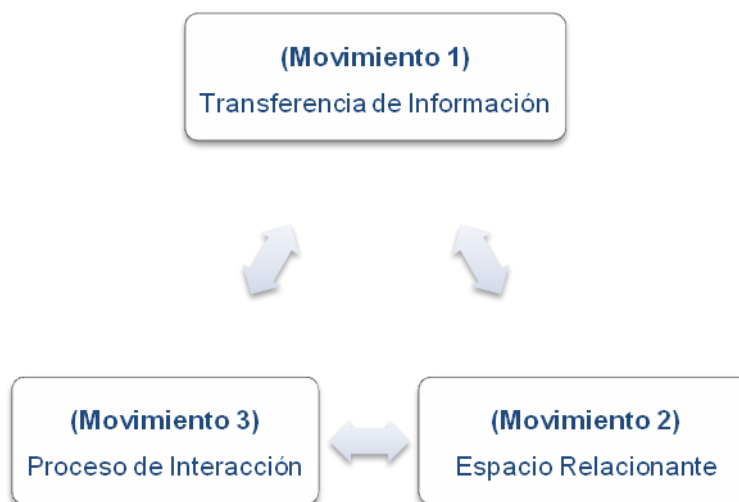 (Movimiento 1)
Transferencia de Información
(Movimiento 3)
Proceso de Interacción
(Movimiento 2)
Espacio Relacionante